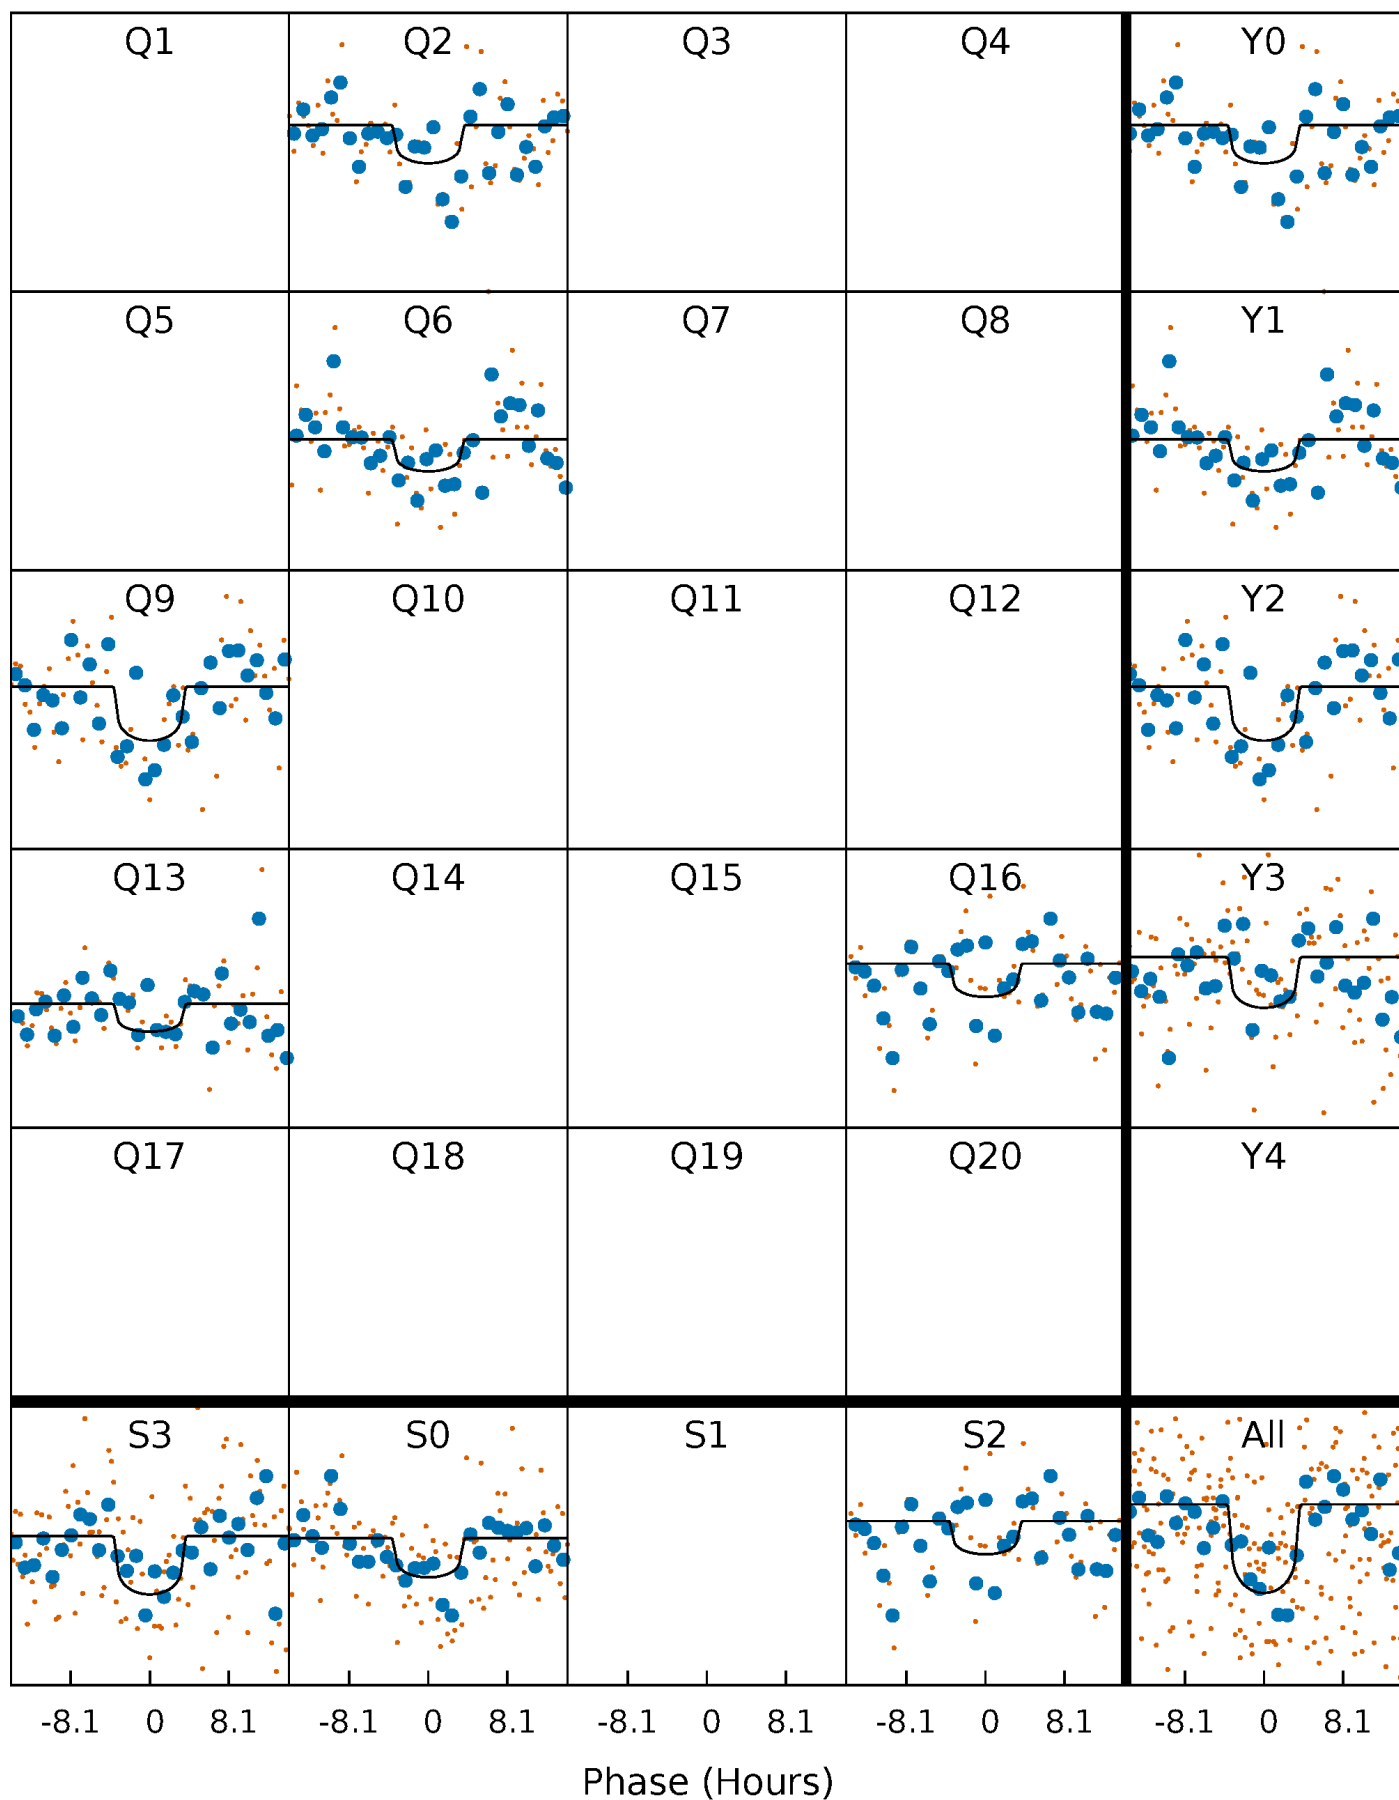 Q1 Q2 Q3 Q4 Y0
Q5 Q6 Q7 Q8 Y1
Q9 Q10 Q11 Q12 Y2
Q13 Q14 Q15 Q16 Y3
Q17 Q18 Q19 Q20 Y4
S3 S0 S1 S2 All
-8.1 0 8.1 -8.1 0 8.1 -8.1 0 8.1 -8.1 0 8.1 -8.1 0 8.1
Phase (Hours)